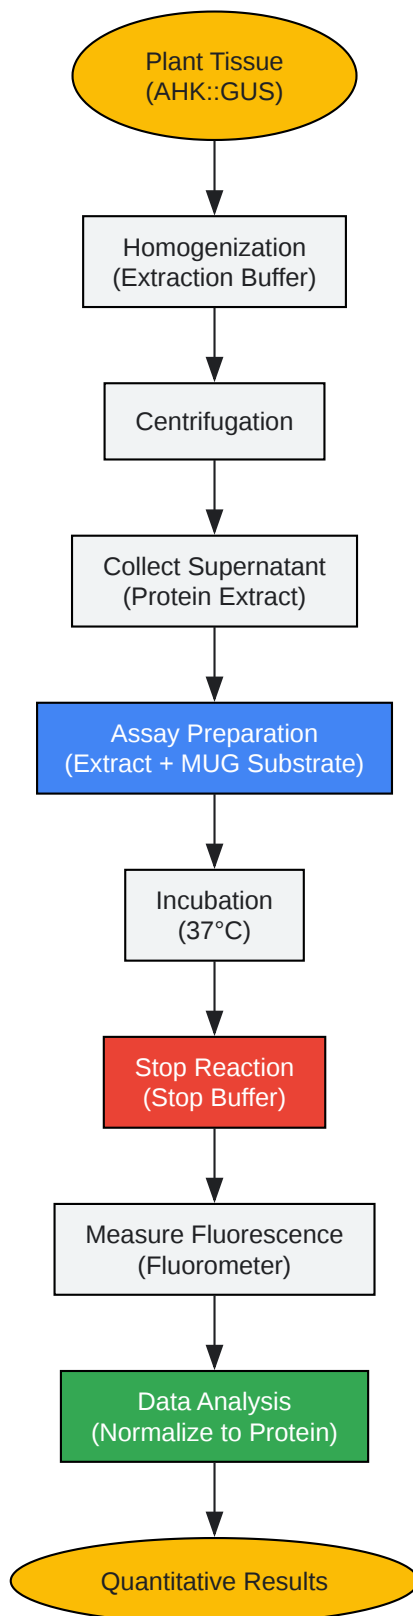 Plant Tissue
(AHK::GUS)
Homogenization
(Extraction Buffer)
Centrifugation
Collect Supernatant
(Protein Extract)
Assay Preparation
(Extract + MUG Substrate)
Incubation
(37°C)
Stop Reaction
(Stop Buffer)
Measure Fluorescence
(Fluorometer)
Data Analysis
(Normalize to Protein)
Quantitative Results